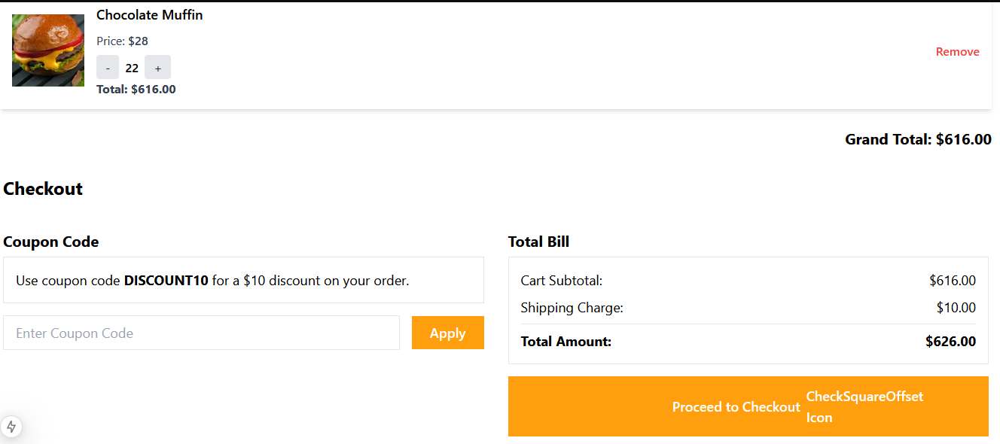 Chocolate Muffin
Price: $28
- 22 +
Total: $616.00
Remove
Grand Total: $616.00
Checkout
Coupon Code
Use coupon code DISCOUNT10 for a $10 discount on your order.
Enter Coupon Code
Apply
Total Bill
Cart Subtotal: $616.00
Shipping Charge: $10.00
Total Amount: $626.00
Proceed to Checkout
CheckSquareOffset
Icon